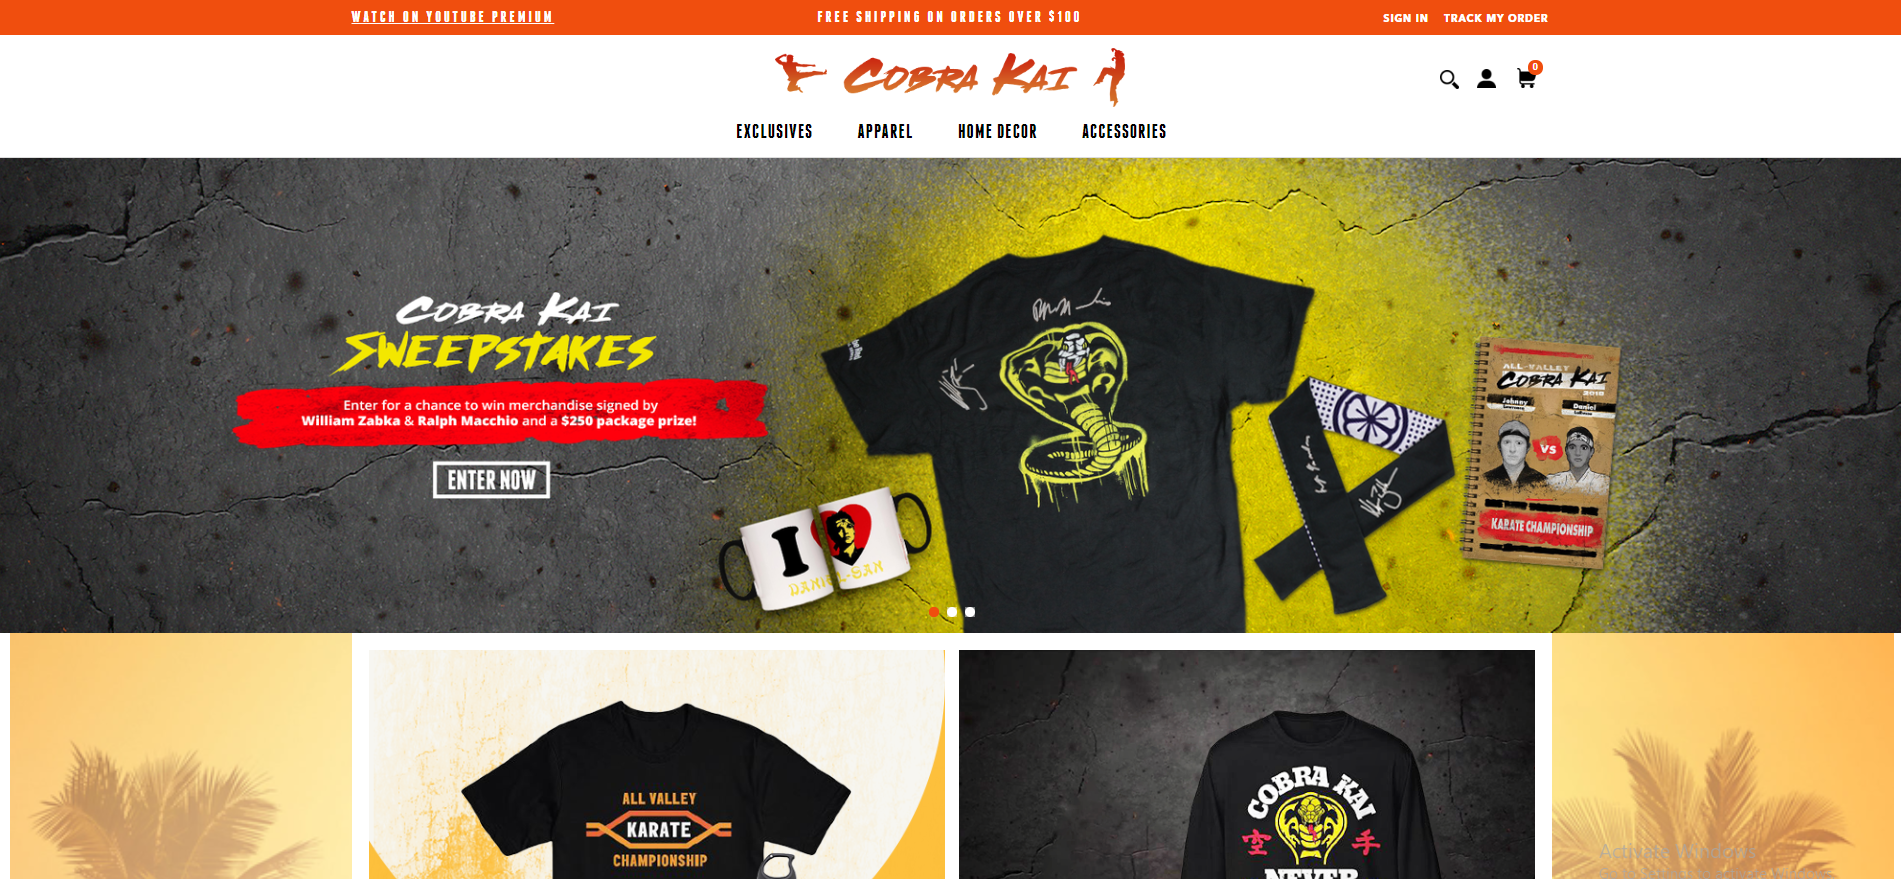 WATCH ON YOUTUBE PREMIUM
FREE SHIPPING ON ORDERS OVER $100
SIGN IN
TRACK MY ORDER
COBRA KAI
0
EXCLUSIVES
APPAREL
HOME DECOR
ACCESSORIES
COBRA KAI
SWEEPSTAKES
Enter for a chance to win merchandise signed by
William Zabka & Ralph Macchio and a $250 package prize!
ENTER NOW
I
DANIEL-SAN
ALL-VALLEY
COBRA KAI
2018
Johnny
Daniel
VS
KARATE CHAMPIONSHIP
ALL VALLEY
KARATE
CHAMPIONSHIP
COBRA KAI
空 手
NEVER
Activate Windows